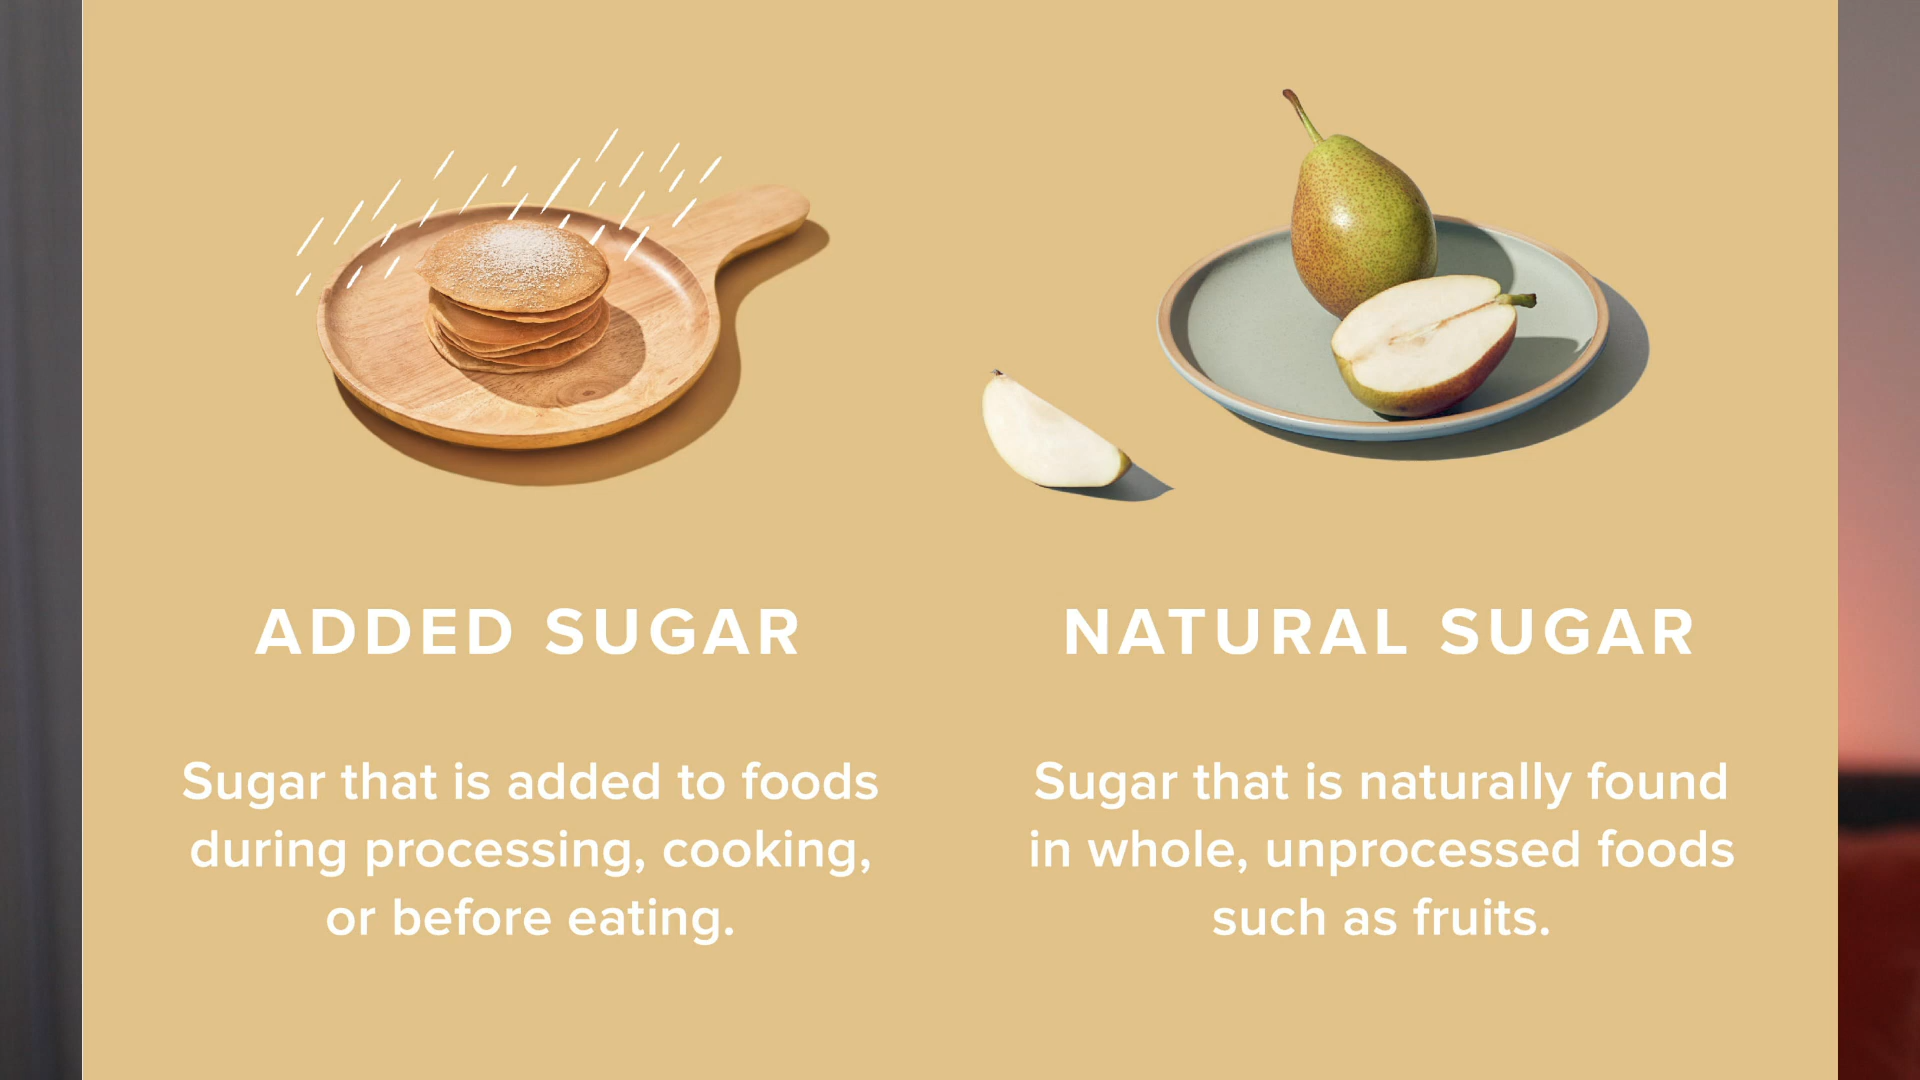 ADDED SUGAR
Sugar that is added to foods
during processing, cooking,
or before eating.
NATURAL SUGAR
Sugar that is naturally found
in whole, unprocessed foods
such as fruits.